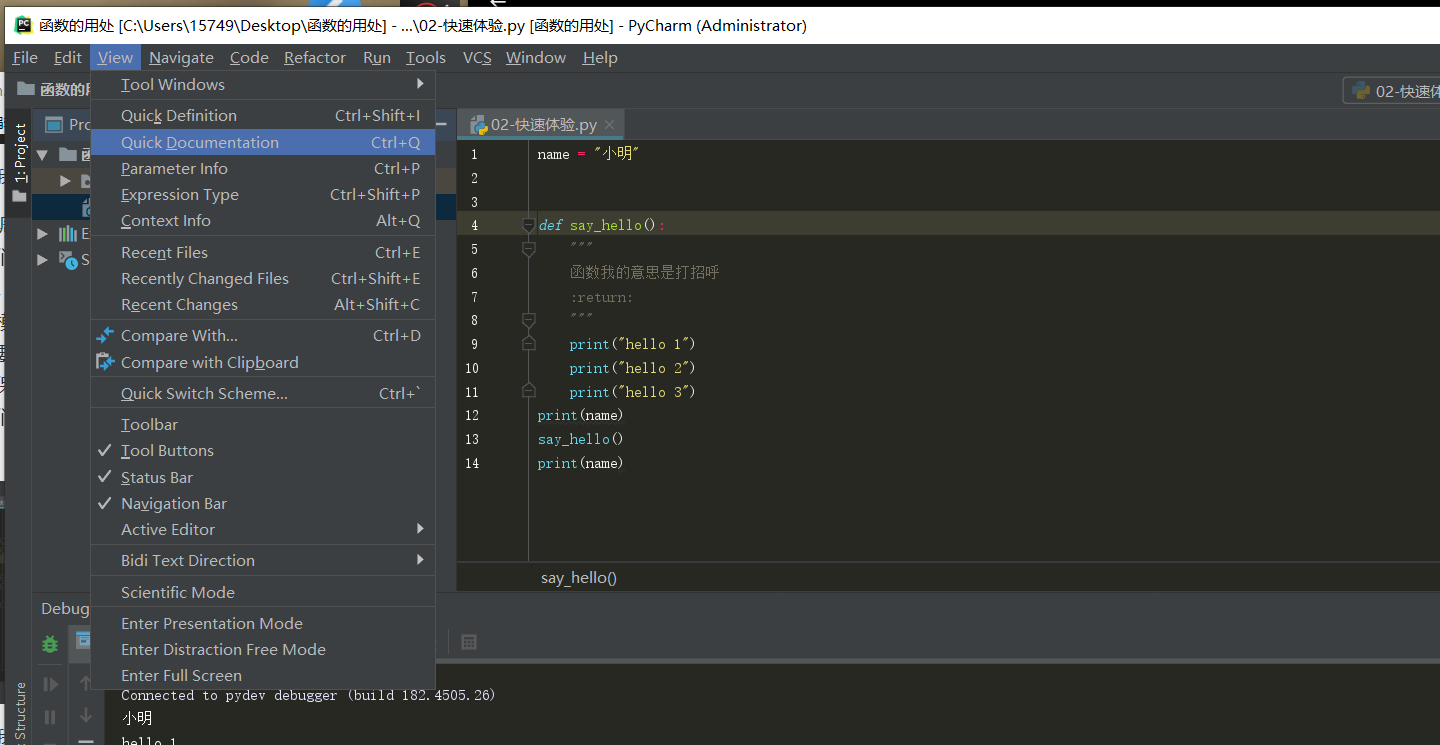 函数的用处 [C:\Users\15749\Desktop\函数的用处] - ...\02-快速体验.py [函数的用处] - PyCharm (Administrator)
File Edit View Navigate Code Refactor Run Tools VCS Window Help
函数的
02-快速体
1: Project
Tool Windows
Quick Definition Ctrl+Shift+I
Quick Documentation Ctrl+Q
Parameter Info Ctrl+P
Expression Type Ctrl+Shift+P
Context Info Alt+Q
Recent Files Ctrl+E
Recently Changed Files Ctrl+Shift+E
Recent Changes Alt+Shift+C
Compare With... Ctrl+D
Compare with Clipboard
Quick Switch Scheme... Ctrl+`
Toolbar
Tool Buttons
Status Bar
Navigation Bar
Active Editor
Bidi Text Direction
Scientific Mode
Enter Presentation Mode
Enter Distraction Free Mode
Enter Full Screen
02-快速体验.py
1 name = "小明"
2
3
4 def say_hello():
5 """
6 函数我的意思是打招呼
7 :return:
8 """
9 print("hello 1")
10 print("hello 2")
11 print("hello 3")
12 print(name)
13 say_hello()
14 print(name)
say_hello()
Debug
Structure
Connected to pydev debugger (build 182.4505.26)
小明
hello 1